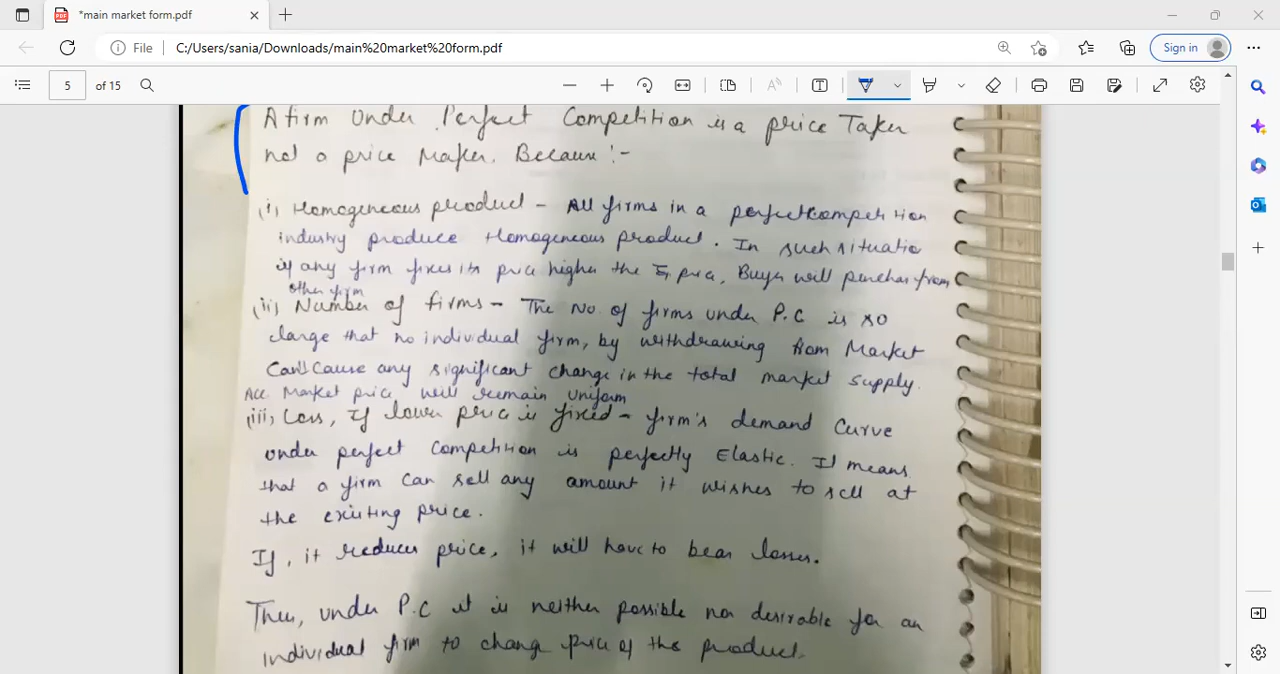 *main market form.pdf
File C:/Users/sania/Downloads/main%20market%20form.pdf
Sign in
5 of 15
A firm Under Perfect Competition is a price Taker
not a price Maker. Because :-
(i) Homogeneous product - All firms in a perfect competition
industry produce Homogeneous product. In such situatio
if any firm fixes its price higher the price, Buyer will purchase from
other firm
(ii) Number of firms - The No. of firms under P.C is so
large that no individual firm, by withdrawing from Market
Can't cause any significant change in the total market supply.
Acc. Market price will remain Uniform
(iii) Loss, If lower price is fixed - firm's demand Curve
under perfect Competition is perfectly Elastic. It means
that a firm can sell any amount it wishes to sell at
the existing price.
If, it reduces price, it will have to bear losses.
Thus, under P.C it is neither possible nor desirable for an
individual firm to change price of the product.